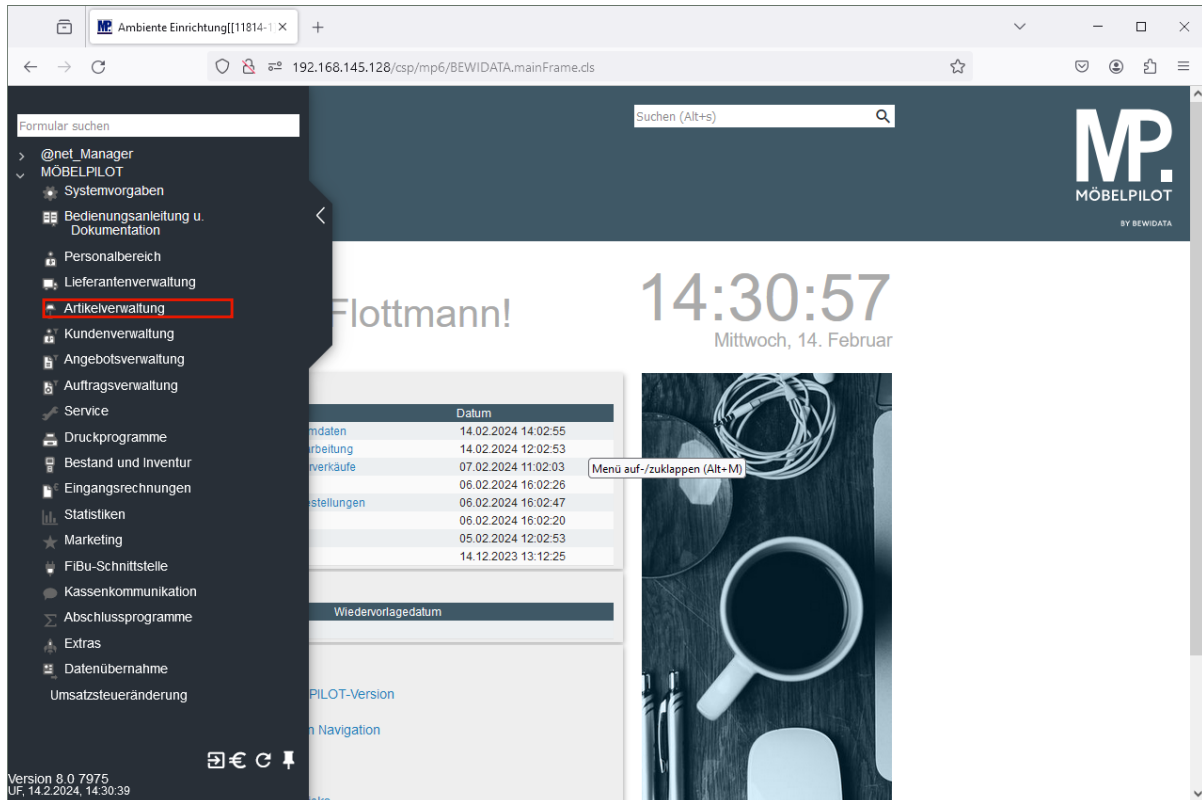 Ambiente Einrichtung[[11814-1]
192.168.145.128/csp/mp6/BEWIDATA.mainFrame.cls
Formular suchen
@net_Manager
MÖBELPILOT
Systemvorgaben
Bedienungsanleitung u.
Dokumentation
Personalbereich
Lieferantenverwaltung
Artikelverwaltung
Kundenverwaltung
Angebotsverwaltung
Auftragsverwaltung
Service
Druckprogramme
Bestand und Inventur
Eingangsrechnungen
Statistiken
Marketing
FiBu-Schnittstelle
Kassenkommunikation
Abschlussprogramme
Extras
Datenübernahme
Umsatzsteueränderung
Version 8.0 7975
UF, 14.2.2024, 14:30:39
Suchen (Alt+s)
MP.
MÖBELPILOT
BY BEWIDATA
Flottmann!
14:30:57
Mittwoch, 14. Februar
Datum
mdaten 14.02.2024 14:02:55
rbeitung 14.02.2024 12:02:53
rverkäufe 07.02.2024 11:02:03
06.02.2024 16:02:26
estellungen 06.02.2024 16:02:47
06.02.2024 16:02:20
05.02.2024 12:02:53
14.12.2023 13:12:25
Menü auf-/zuklappen (Alt+M)
Wiedervorlagedatum
PILOT-Version
n Navigation